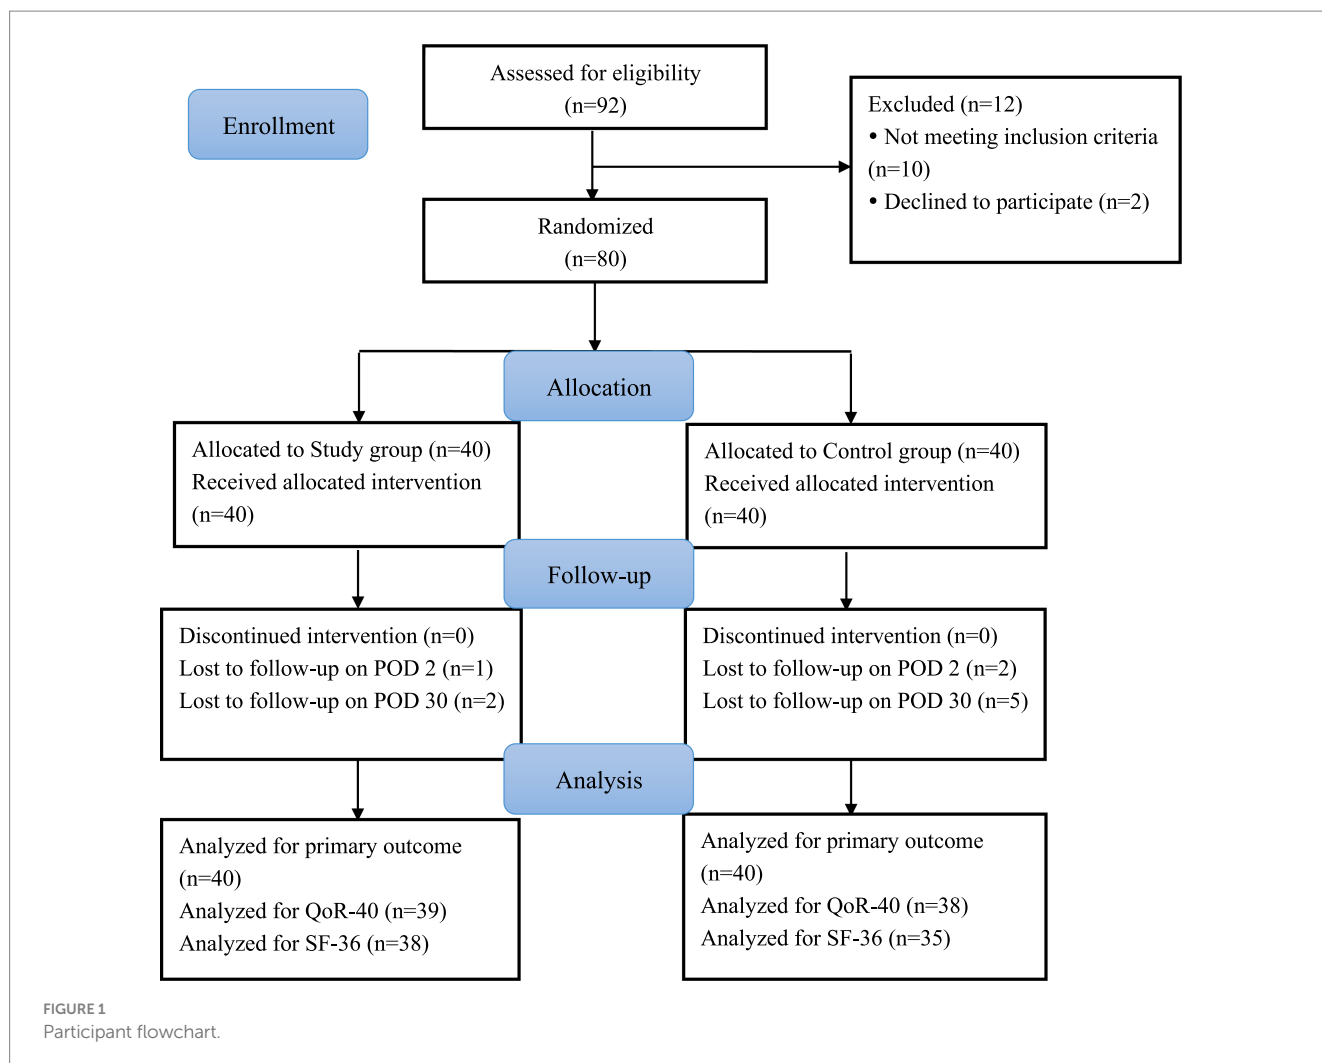 Assessed for eligibility
(n=92)
Enrollment
Excluded (n=12)
• Not meeting inclusion criteria
(n=10)
• Declined to participate (n=2)
Randomized
(n=80)
Allocation
Allocated to Study group (n=40)
Received allocated intervention
(n=40)
Allocated to Control group (n=40)
Received allocated intervention
(n=40)
Follow-up
Discontinued intervention (n=0)
Lost to follow-up on POD 2 (n=1)
Lost to follow-up on POD 30 (n=2)
Discontinued intervention (n=0)
Lost to follow-up on POD 2 (n=2)
Lost to follow-up on POD 30 (n=5)
Analysis
Analyzed for primary outcome
(n=40)
Analyzed for QoR-40 (n=39)
Analyzed for SF-36 (n=38)
Analyzed for primary outcome
(n=40)
Analyzed for QoR-40 (n=38)
Analyzed for SF-36 (n=35)
FIGURE 1
Participant flowchart.